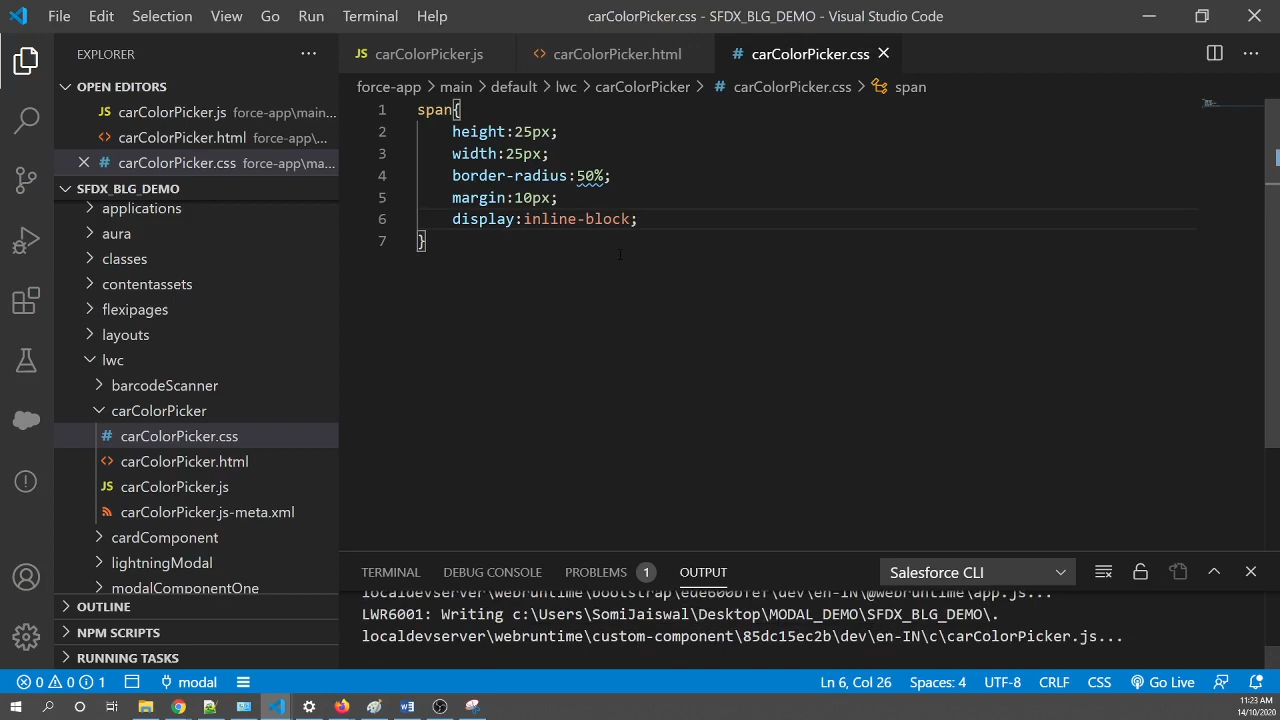 File Edit Selection View Go Run Terminal Help carColorPicker.css - SFDX_BLG_DEMO - Visual Studio Code
EXPLORER
JS carColorPicker.js <> carColorPicker.html # carColorPicker.css
OPEN EDITORS
force-app > main > default > lwc > carColorPicker > # carColorPicker.css > span
JS carColorPicker.js force-app\main...
<> carColorPicker.html force-app\...
# carColorPicker.css force-app\ma...
SFDX_BLG_DEMO
applications
aura
classes
contentassets
flexipages
layouts
lwc
barcodeScanner
carColorPicker
# carColorPicker.css
<> carColorPicker.html
JS carColorPicker.js
carColorPicker.js-meta.xml
cardComponent
lightningModal
modalComponentOne
OUTLINE
NPM SCRIPTS
RUNNING TASKS
1 span{
2 height:25px;
3 width:25px;
4 border-radius:50%;
5 margin:10px;
6 display:inline-block;
7 }
TERMINAL DEBUG CONSOLE PROBLEMS 1 OUTPUT Salesforce CLI
localdevserver\webruntime\bootstrap\ede600bfef\dev\en-IN\@webruntime\app.js...
LWR6001: Writing c:\Users\SomiJaiswal\Desktop\MODAL_DEMO\SFDX_BLG_DEMO\.
localdevserver\webruntime\custom-component\85dc15ec2b\dev\en-IN\c\carColorPicker.js...
0 0 1 modal Ln 6, Col 26 Spaces: 4 UTF-8 CRLF CSS Go Live
11:23 AM
14/10/2020